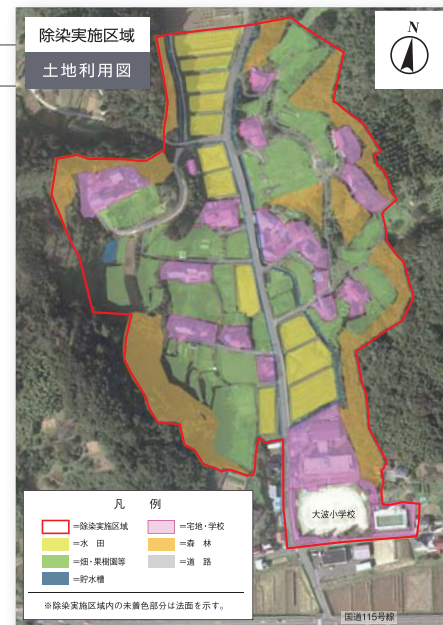 除染実施区域
土地利用図
N
大波小学校
凡 例
=除染実施区域
=宅地・学校
=水 田
=森 林
=畑・果樹園等
=道 路
=貯水槽
※除染実施区域内の未着色部分は法面を示す。
国道115号線